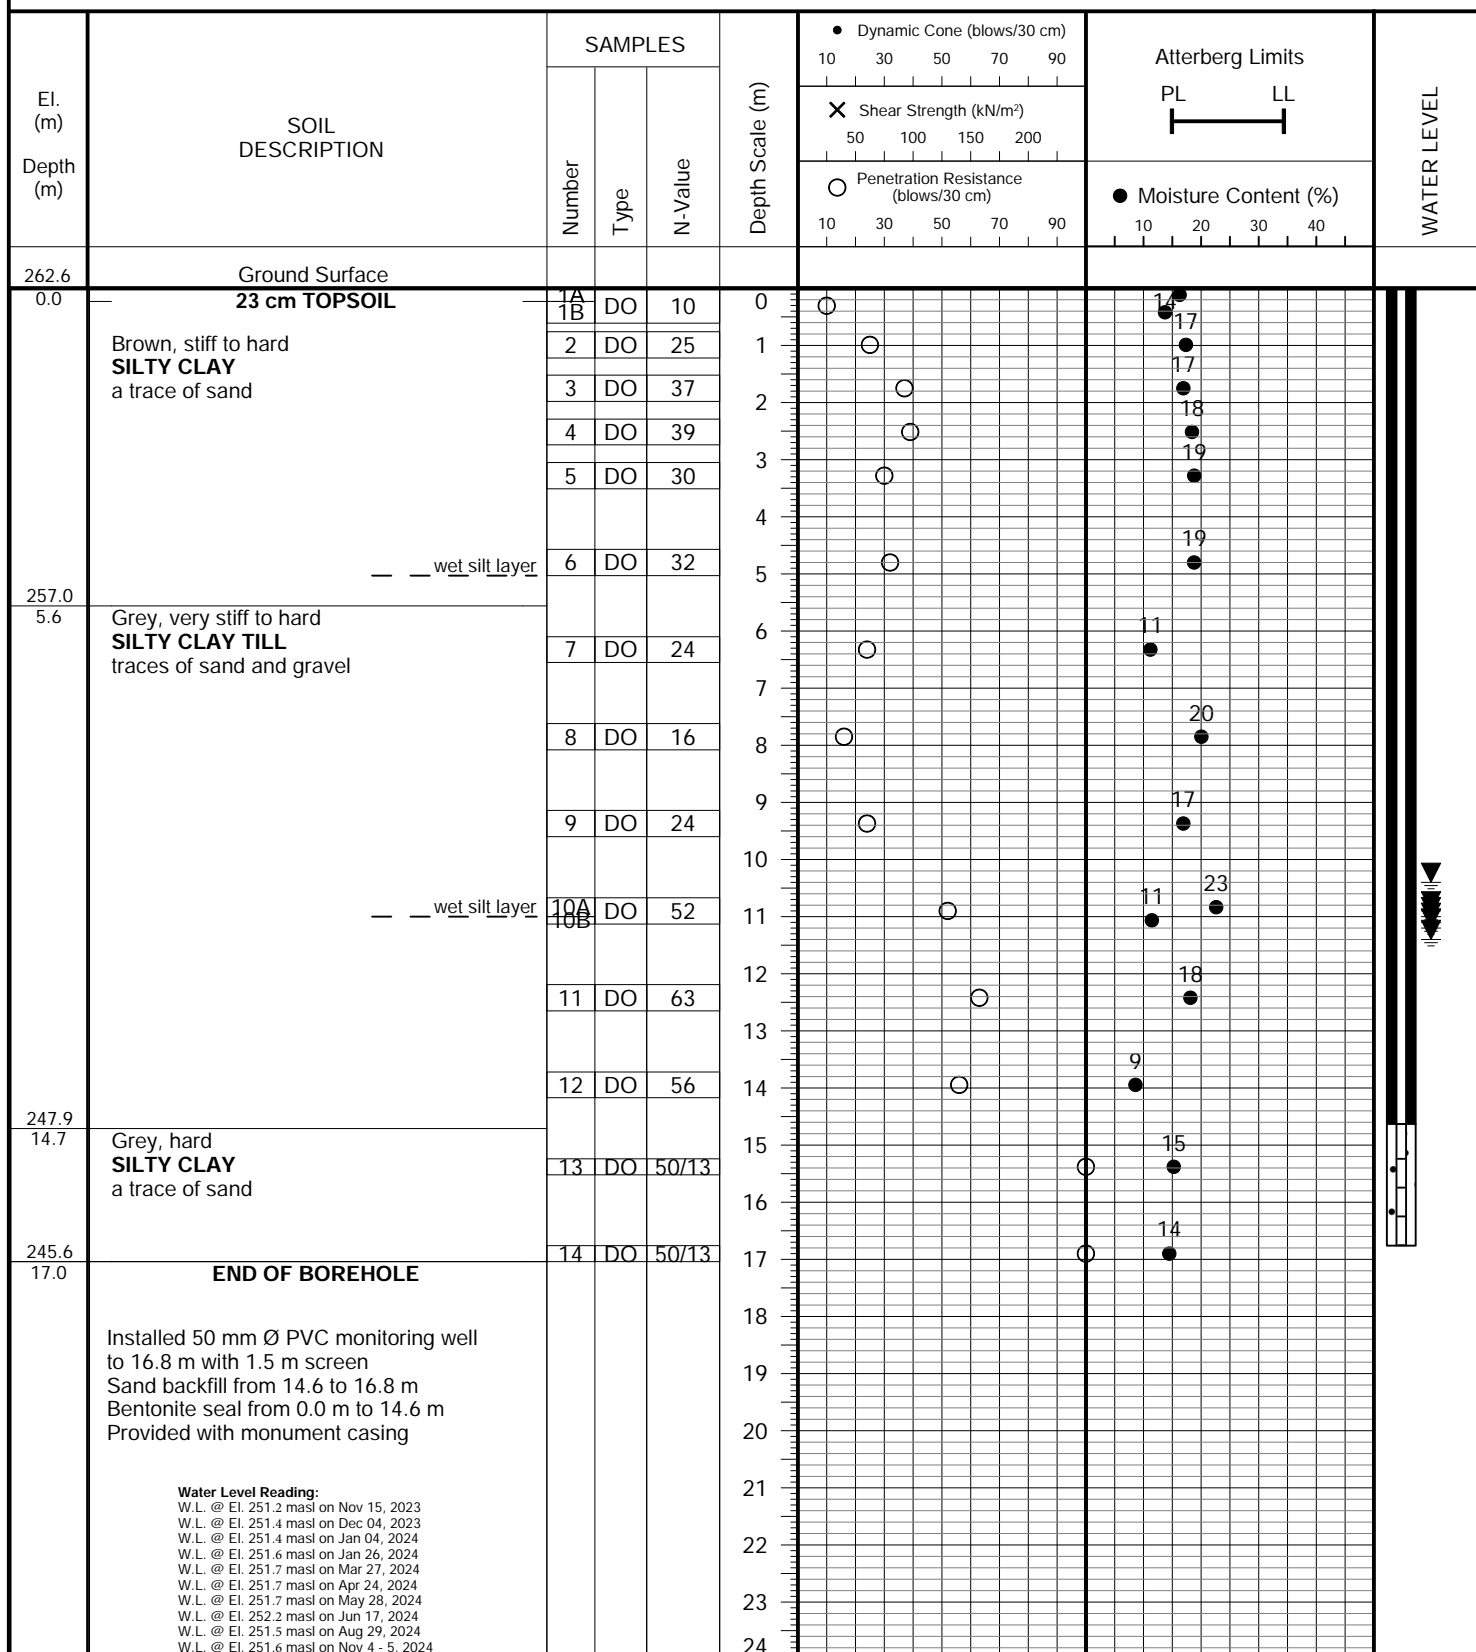 El.
(m)
Depth
(m)
SOIL
DESCRIPTION
SAMPLES
Number
Type
N-Value
Depth Scale (m)
Dynamic Cone (blows/30 cm)
10 30 50 70 90
Shear Strength (kN/m²)
50 100 150 200
Penetration Resistance
(blows/30 cm)
10 30 50 70 90
Atterberg Limits
PL LL
Moisture Content (%)
10 20 30 40
WATER LEVEL
262.6 Ground Surface
0.0 23 cm TOPSOIL
Brown, stiff to hard
SILTY CLAY
a trace of sand
wet silt layer
257.0
5.6 Grey, very stiff to hard
SILTY CLAY TILL
traces of sand and gravel
wet silt layer
247.9
14.7 Grey, hard
SILTY CLAY
a trace of sand
245.6
17.0 END OF BOREHOLE
Installed 50 mm Ø PVC monitoring well
to 16.8 m with 1.5 m screen
Sand backfill from 14.6 to 16.8 m
Bentonite seal from 0.0 m to 14.6 m
Provided with monument casing
Water Level Reading:
W.L. @ El. 251.2 masl on Nov 15, 2023
W.L. @ El. 251.4 masl on Dec 04, 2023
W.L. @ El. 251.4 masl on Jan 04, 2024
W.L. @ El. 251.6 masl on Jan 26, 2024
W.L. @ El. 251.7 masl on Mar 27, 2024
W.L. @ El. 251.7 masl on Apr 24, 2024
W.L. @ El. 251.7 masl on May 28, 2024
W.L. @ El. 252.2 masl on Jun 17, 2024
W.L. @ El. 251.5 masl on Aug 29, 2024
W.L. @ El. 251.6 masl on Nov 4 - 5, 2024
1A
1B DO 10
2 DO 25
3 DO 37
4 DO 39
5 DO 30
6 DO 32
7 DO 24
8 DO 16
9 DO 24
10A
10B DO 52
11 DO 63
12 DO 56
13 DO 50/13
14 DO 50/13
0
1
2
3
4
5
6
7
8
9
10
11
12
13
14
15
16
17
18
19
20
21
22
23
24
14
17
17
18
19
19
11
20
17
23
11
18
9
15
14